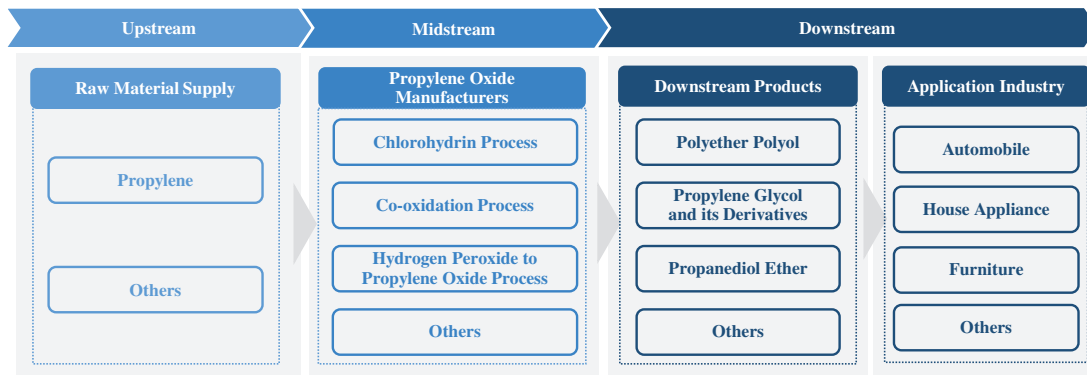 Upstream
Midstream
Downstream
Raw Material Supply
Propylene
Others
Propylene Oxide
Manufacturers
Chlorohydrin Process
Co-oxidation Process
Hydrogen Peroxide to
Propylene Oxide Process
Others
Downstream Products
Polyether Polyol
Propylene Glycol
and its Derivatives
Propanediol Ether
Others
Application Industry
Automobile
House Appliance
Furniture
Others